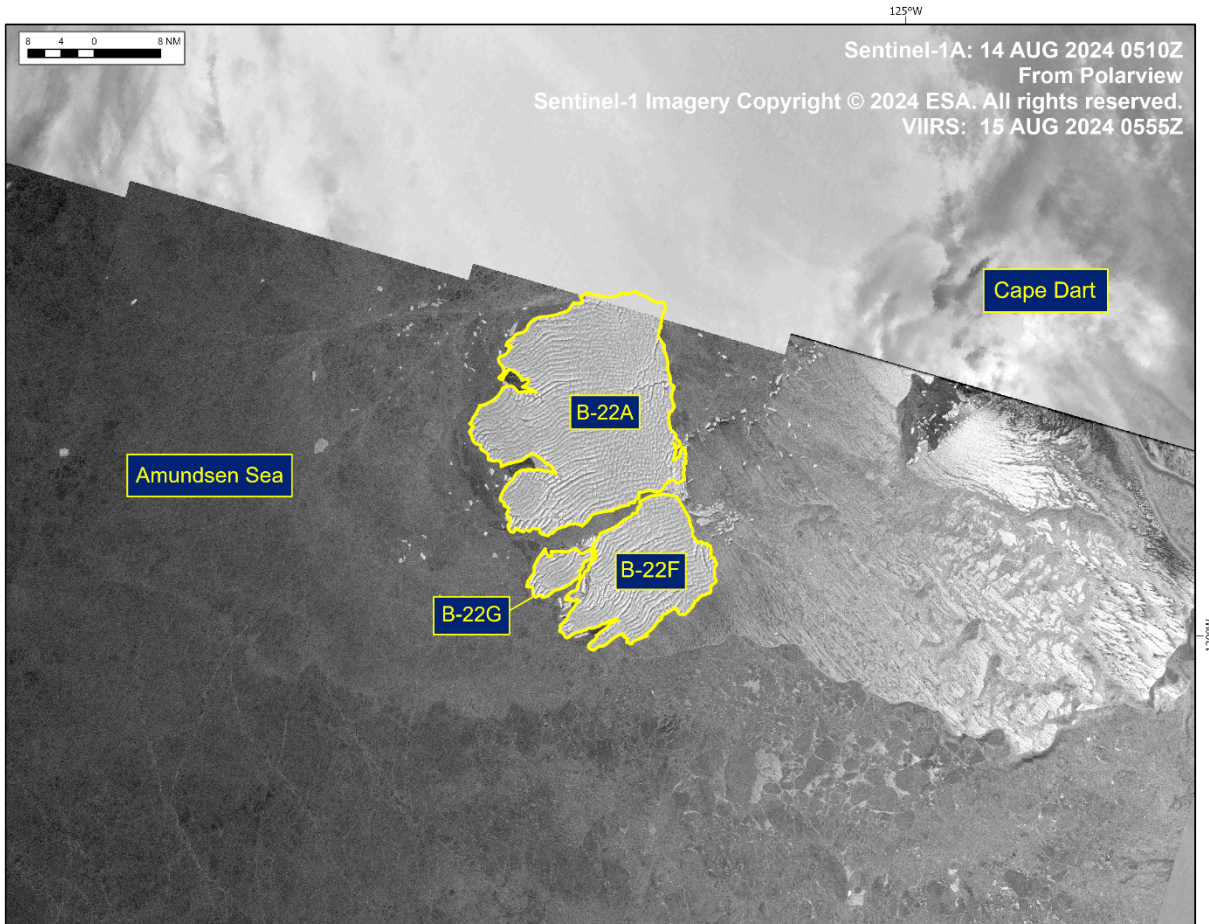 125°W
8 4 0 8 NM
Sentinel-1A: 14 AUG 2024 0510Z
From Polarview
Sentinel-1 Imagery Copyright © 2024 ESA. All rights reserved.
VIIRS: 15 AUG 2024 0555Z
Cape Dart
B-22A
Amundsen Sea
B-22F
B-22G